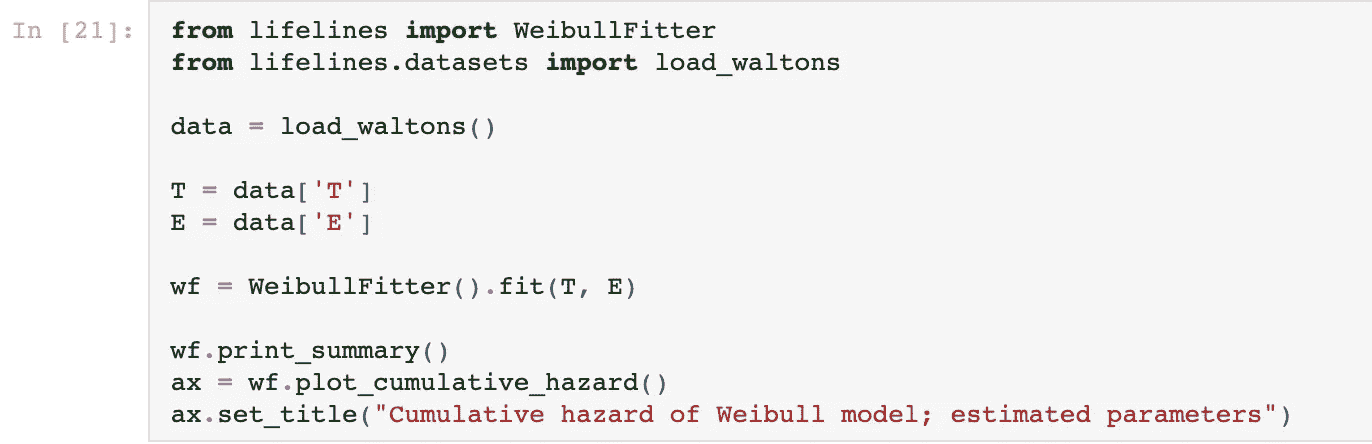 In [21]:
from lifelines import WeibullFitter
from lifelines.datasets import load_waltons
data = load_waltons()
T = data['T']
E = data['E']
wf = WeibullFitter().fit(T, E)
wf.print_summary()
ax = wf.plot_cumulative_hazard()
ax.set_title("Cumulative hazard of Weibull model; estimated parameters")